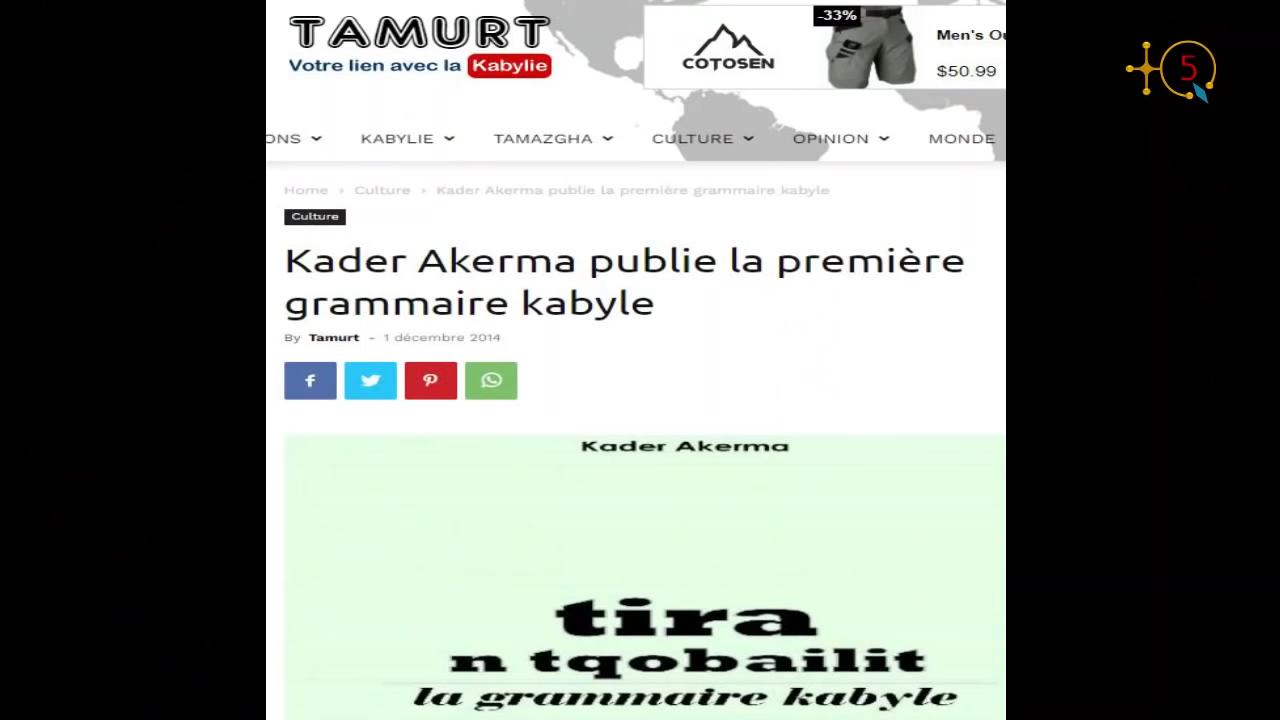 TAMURT
Votre lien avec la Kabylie
COTOSEN
-33%
Men's Ou
$50.99
5
ONS
KABYLIE
TAMAZGHA
CULTURE
OPINION
MONDE
Home › Culture › Kader Akerma publie la première grammaire kabyle
Culture
Kader Akerma publie la première
grammaire kabyle
By Tamurt - 1 décembre 2014
Kader Akerma
tira
n tqobailit
la grammaire kabyle